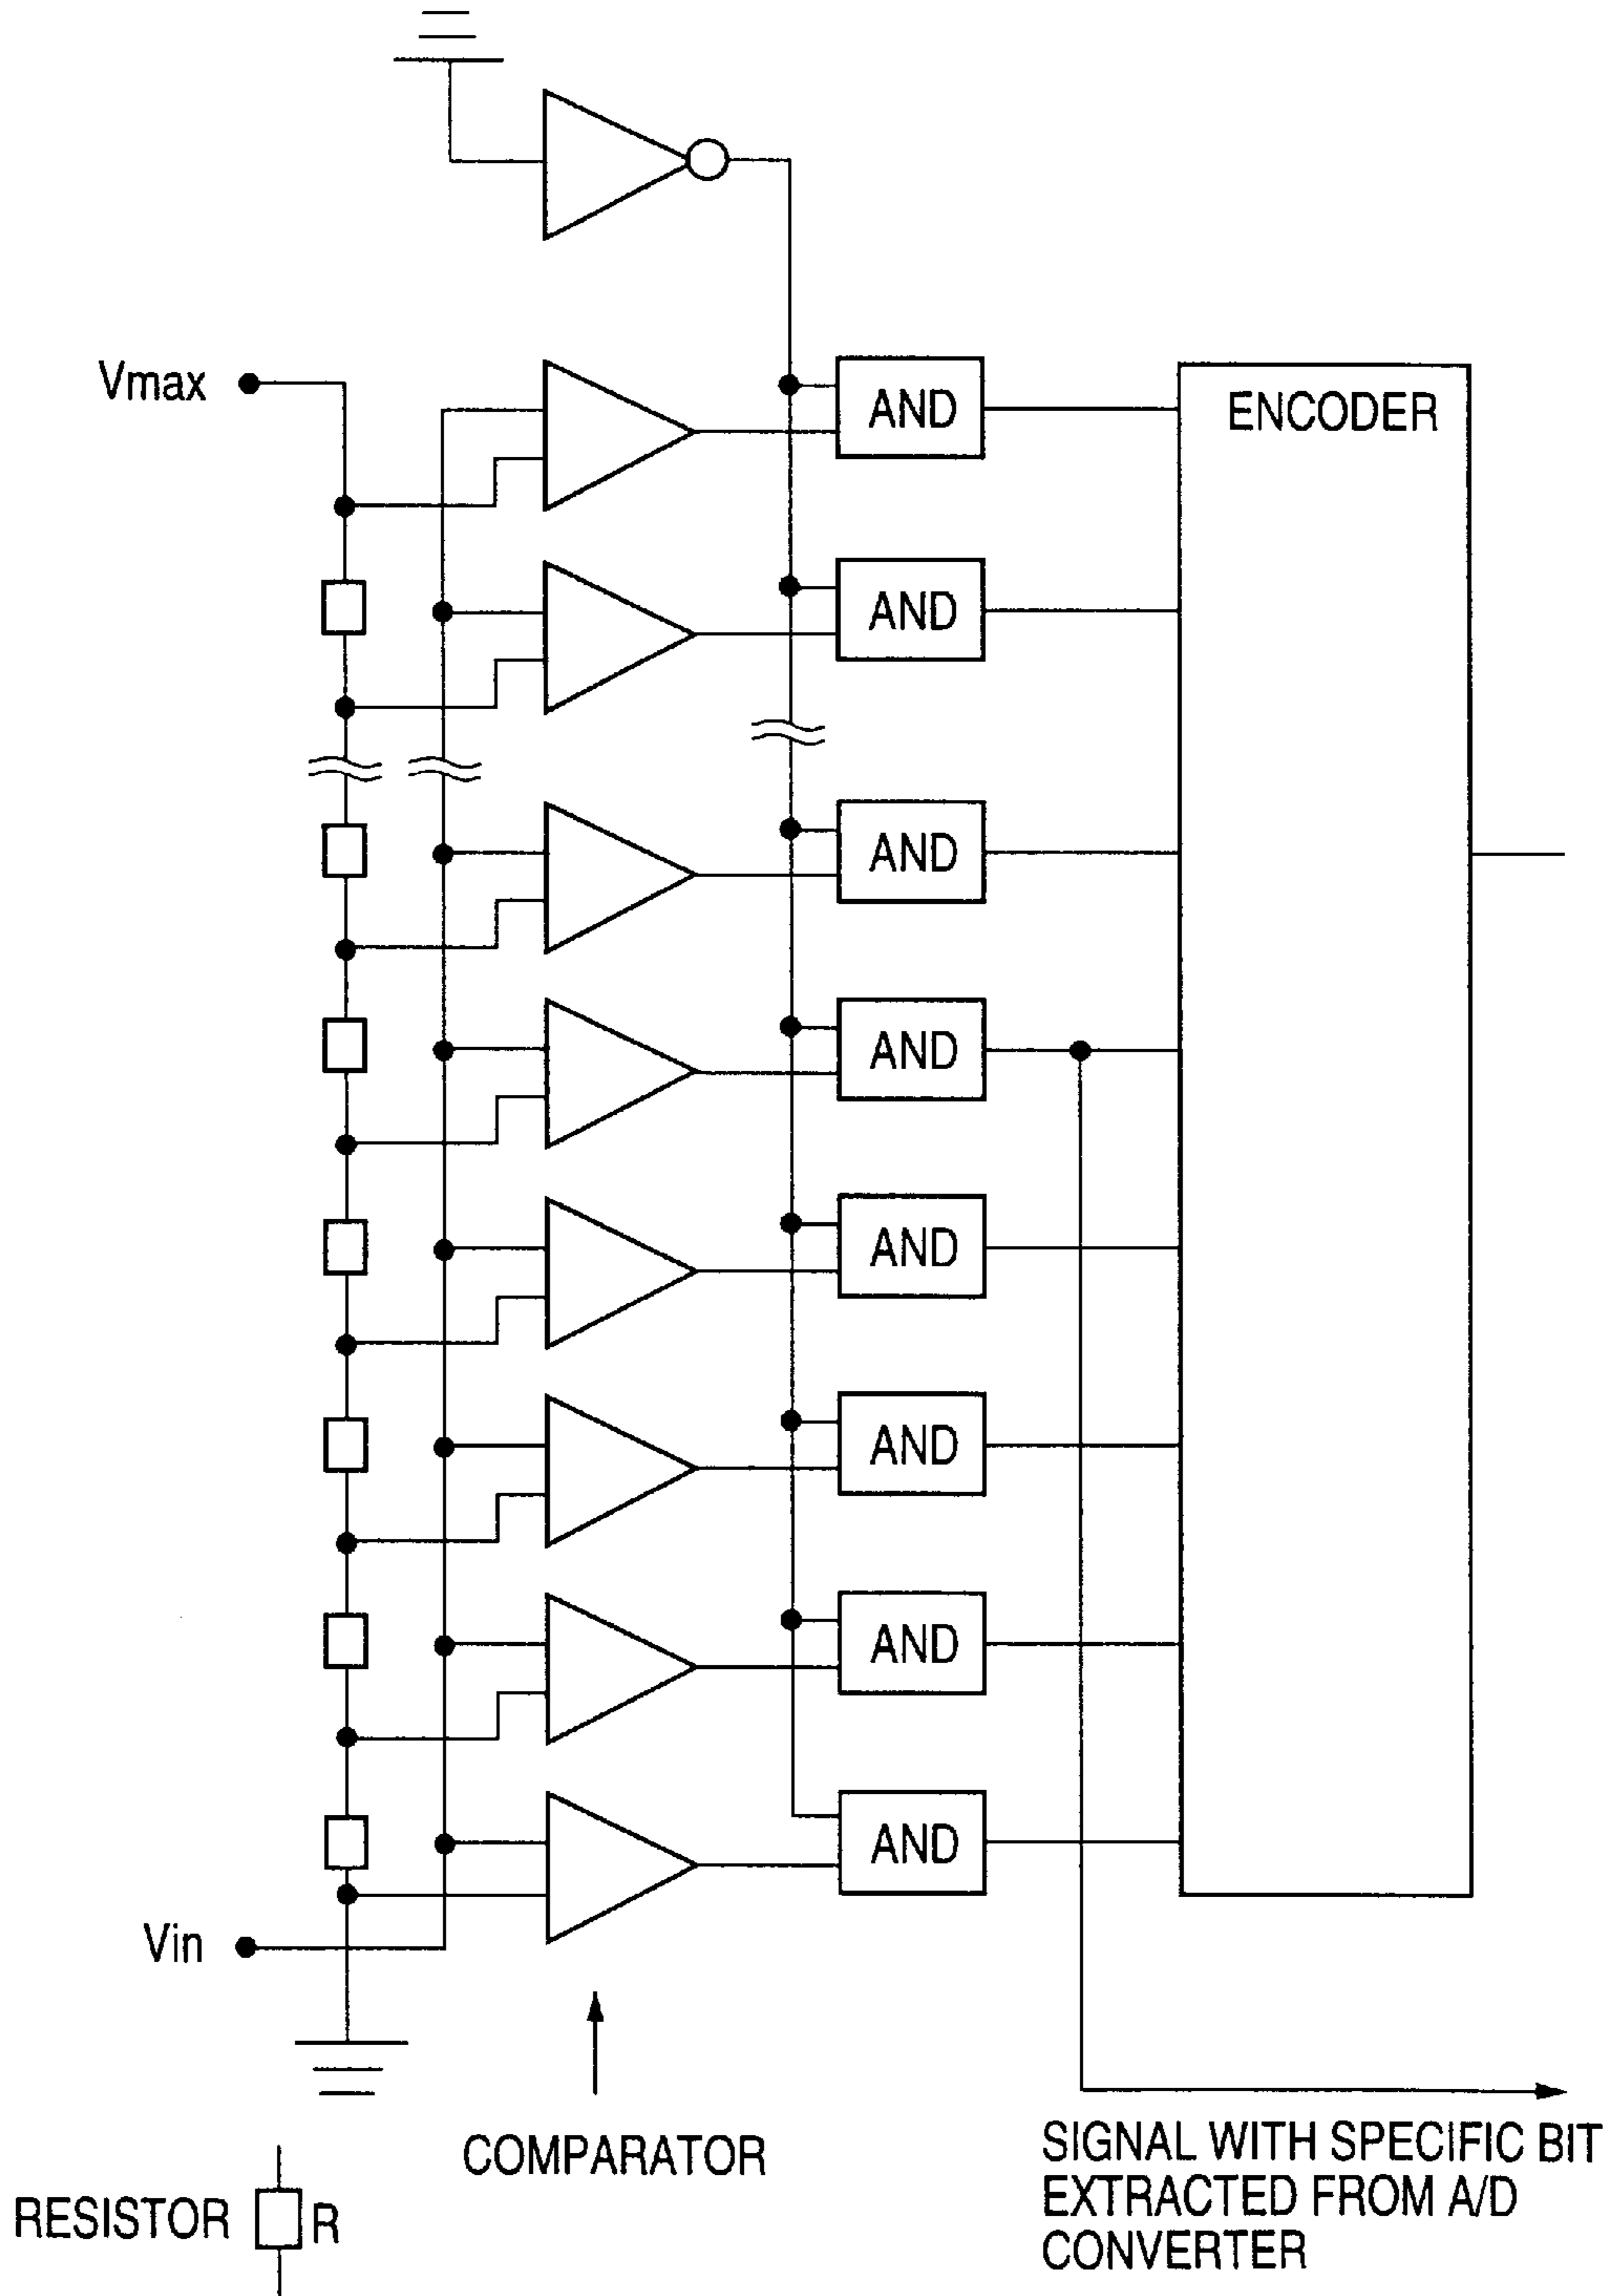 Vmax
AND
ENCODER
AND
AND
AND
AND
AND
AND
AND
Vin
COMPARATOR
RESISTOR R
SIGNAL WITH SPECIFIC BIT
EXTRACTED FROM A/D
CONVERTER